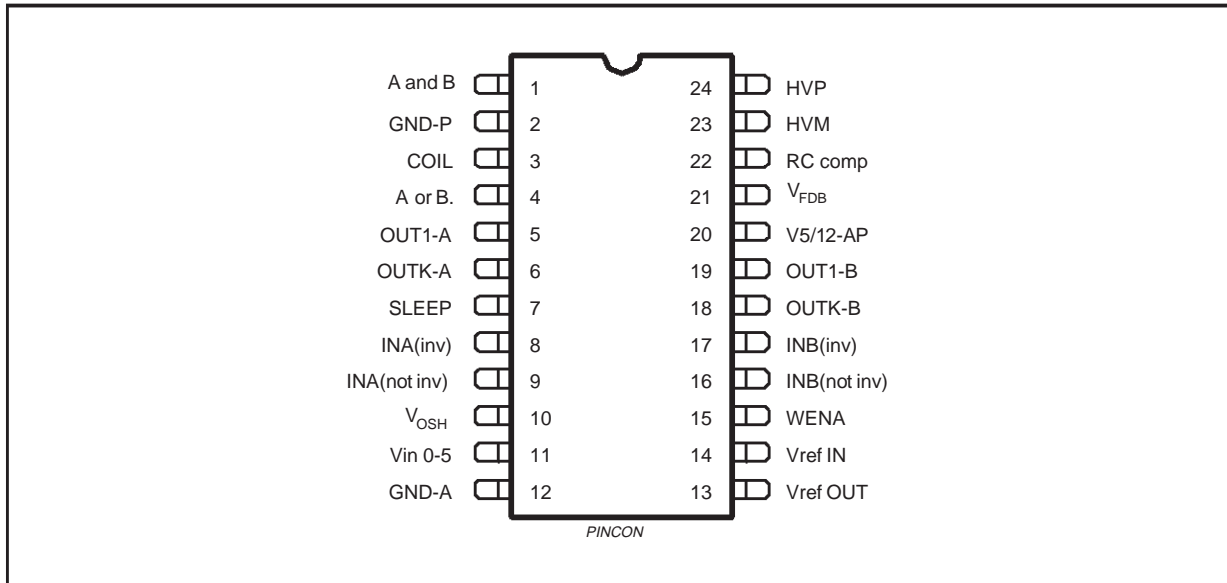 A and B 1 24 HVP
GND-P 2 23 HVM
COIL 3 22 RC comp
A or B. 4 21 VFDB
OUT1-A 5 20 V5/12-AP
OUTK-A 6 19 OUT1-B
SLEEP 7 18 OUTK-B
INA(inv) 8 17 INB(inv)
INA(not inv) 9 16 INB(not inv)
VOSH 10 15 WENA
Vin 0-5 11 14 Vref IN
GND-A 12 13 Vref OUT
PINCON